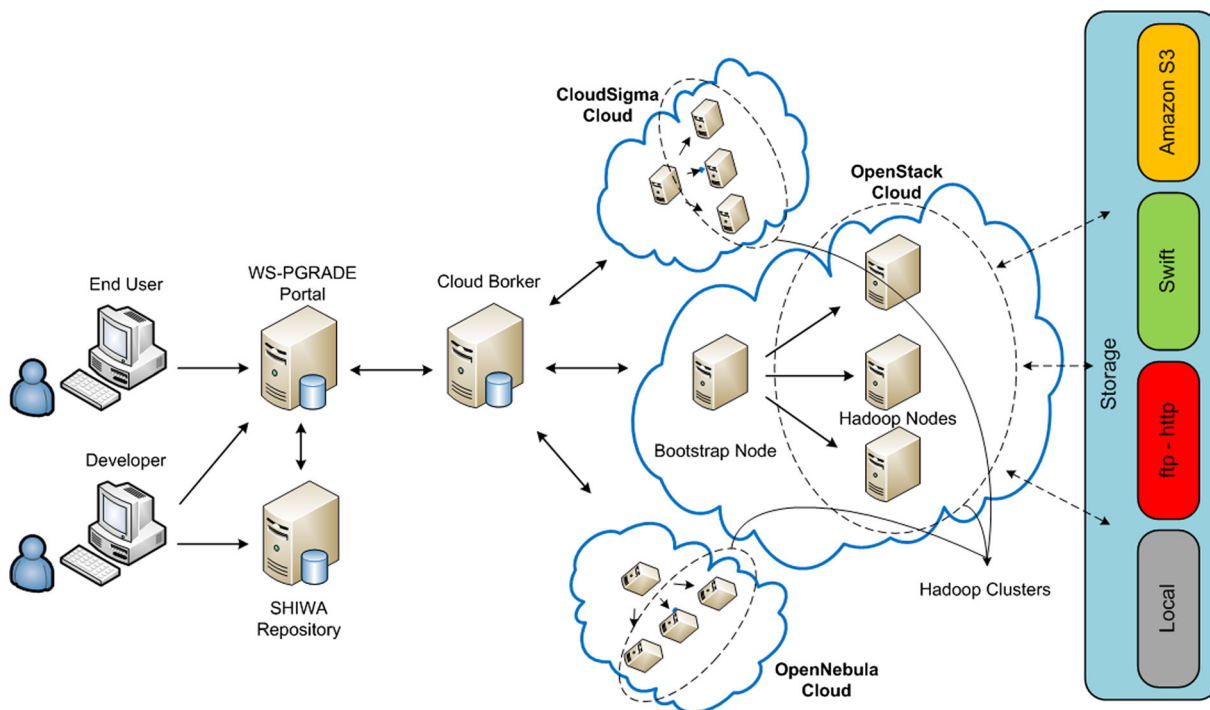 End User
Developer
WS-PGRADE
Portal
SHIWA
Repository
Cloud Borker
CloudSigma
Cloud
OpenStack
Cloud
Bootstrap Node
Hadoop Nodes
Hadoop Clusters
OpenNebula
Cloud
Storage
Amazon S3
Swift
ftp - http
Local